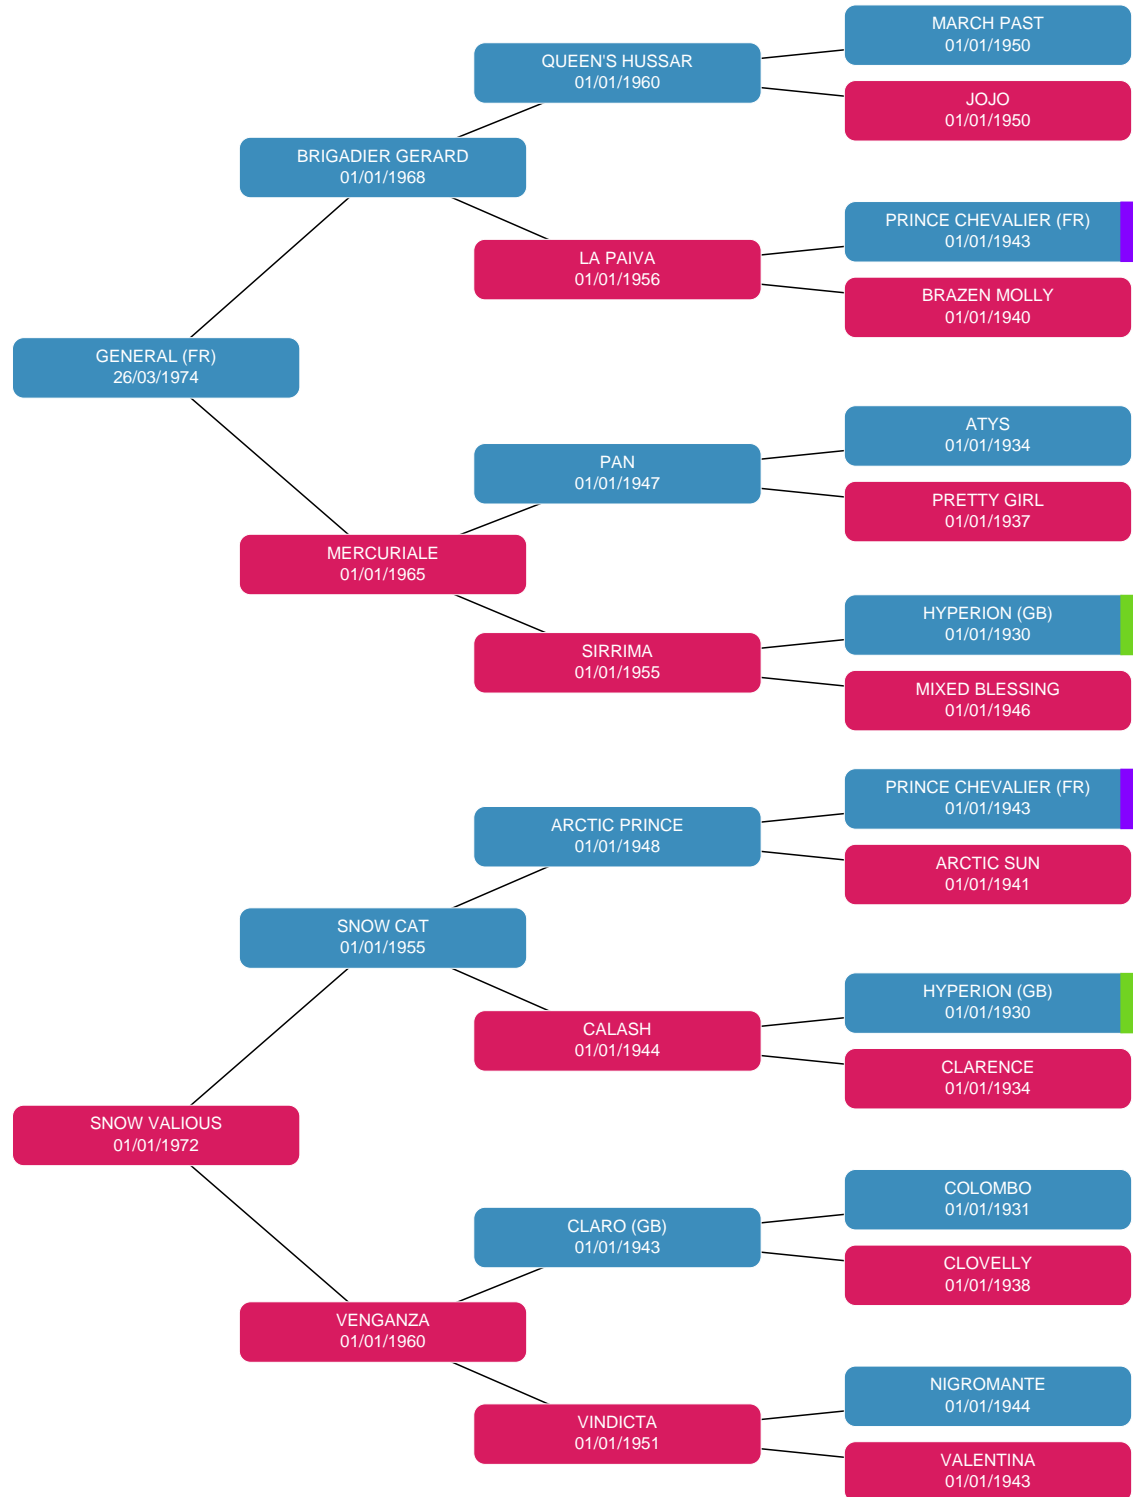 MARCH PAST
01/01/1950
QUEEN'S HUSSAR
01/01/1960
JOJO
01/01/1950
BRIGADIER GERARD
01/01/1968
PRINCE CHEVALIER (FR)
01/01/1943
LA PAIVA
01/01/1956
BRAZEN MOLLY
01/01/1940
GENERAL (FR)
26/03/1974
ATYS
01/01/1934
PAN
01/01/1947
PRETTY GIRL
01/01/1937
MERCURIALE
01/01/1965
HYPERION (GB)
01/01/1930
SIRRIMA
01/01/1955
MIXED BLESSING
01/01/1946
PRINCE CHEVALIER (FR)
01/01/1943
ARCTIC PRINCE
01/01/1948
ARCTIC SUN
01/01/1941
SNOW CAT
01/01/1955
HYPERION (GB)
01/01/1930
CALASH
01/01/1944
CLARENCE
01/01/1934
SNOW VALIOUS
01/01/1972
COLOMBO
01/01/1931
CLARO (GB)
01/01/1943
CLOVELLY
01/01/1938
VENGANZA
01/01/1960
NIGROMANTE
01/01/1944
VINDICTA
01/01/1951
VALENTINA
01/01/1943